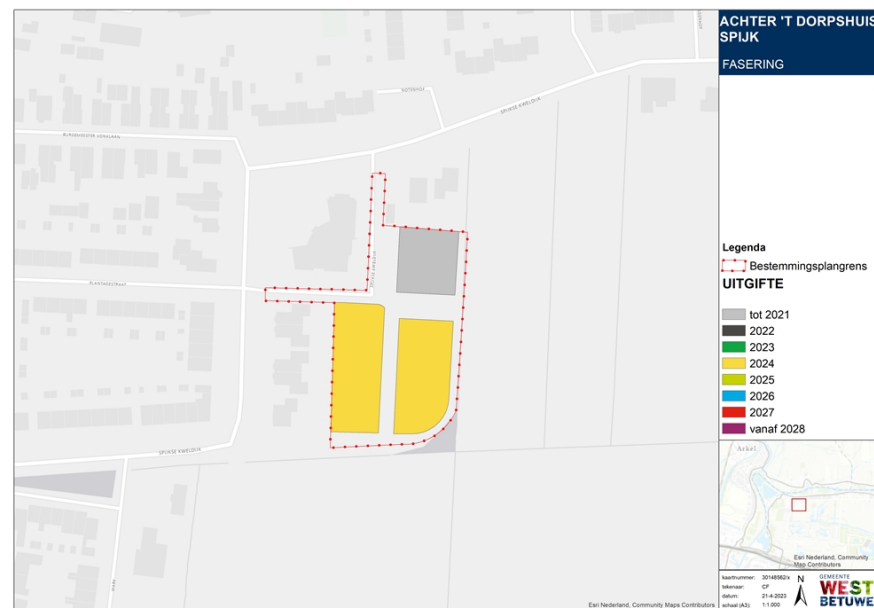 ACHTER 'T DORPSHUIS
SPIJK
FASERING
SPIJKSE KWELDIJK
PLANTAGESTRAAT
SPIJKSE KWELDIJK
Legenda
Bestemmingsplangrens
UITGIFTE
tot 2021
2022
2023
2024
2025
2026
2027
vanaf 2028
Arkel
Esri Nederland, Community
Map Contributors
Esri Nederland, Community Maps Contributors
kaartnummer:
tekenaar: CF
datum: 21-4-2023
schaal (A3): 1:1.000
N
GEMEENTE
WEST
BETUWE